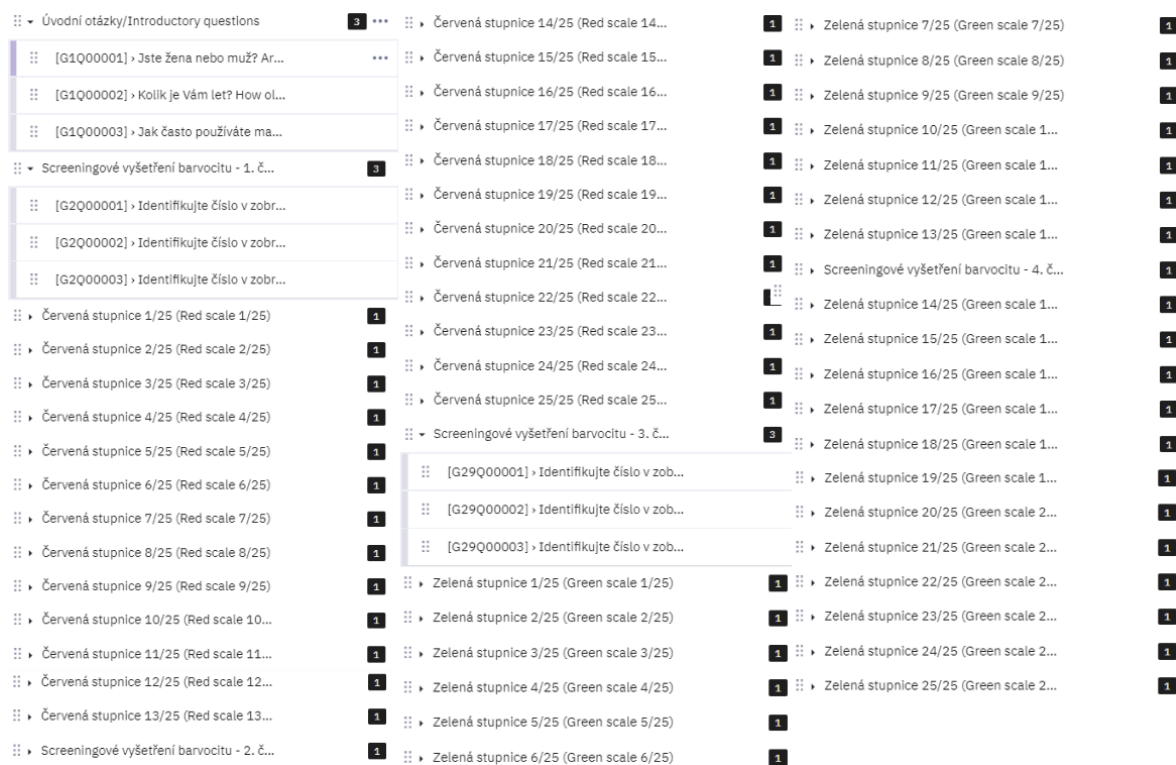 Úvodní otázky/Introductory questions 3
[G1Q00001] › Jste žena nebo muž? Ar...
[G1Q00002] › Kolik je Vám let? How ol...
[G1Q00003] › Jak často používáte ma...
Screeningové vyšetření barvocitu - 1. č... 3
[G2Q00001] › Identifikujte číslo v zobr...
[G2Q00002] › Identifikujte číslo v zobr...
[G2Q00003] › Identifikujte číslo v zobr...
Červená stupnice 1/25 (Red scale 1/25) 1
Červená stupnice 2/25 (Red scale 2/25) 1
Červená stupnice 3/25 (Red scale 3/25) 1
Červená stupnice 4/25 (Red scale 4/25) 1
Červená stupnice 5/25 (Red scale 5/25) 1
Červená stupnice 6/25 (Red scale 6/25) 1
Červená stupnice 7/25 (Red scale 7/25) 1
Červená stupnice 8/25 (Red scale 8/25) 1
Červená stupnice 9/25 (Red scale 9/25) 1
Červená stupnice 10/25 (Red scale 10... 1
Červená stupnice 11/25 (Red scale 11... 1
Červená stupnice 12/25 (Red scale 12... 1
Červená stupnice 13/25 (Red scale 13... 1
Screeningové vyšetření barvocitu - 2. č... 1
Červená stupnice 14/25 (Red scale 14... 1
Červená stupnice 15/25 (Red scale 15... 1
Červená stupnice 16/25 (Red scale 16... 1
Červená stupnice 17/25 (Red scale 17... 1
Červená stupnice 18/25 (Red scale 18... 1
Červená stupnice 19/25 (Red scale 19... 1
Červená stupnice 20/25 (Red scale 20... 1
Červená stupnice 21/25 (Red scale 21... 1
Červená stupnice 22/25 (Red scale 22...
Červená stupnice 23/25 (Red scale 23... 1
Červená stupnice 24/25 (Red scale 24... 1
Červená stupnice 25/25 (Red scale 25... 1
Screeningové vyšetření barvocitu - 3. č... 3
[G29Q00001] › Identifikujte číslo v zob...
[G29Q00002] › Identifikujte číslo v zob...
[G29Q00003] › Identifikujte číslo v zob...
Zelená stupnice 1/25 (Green scale 1/25) 1
Zelená stupnice 2/25 (Green scale 2/25) 1
Zelená stupnice 3/25 (Green scale 3/25) 1
Zelená stupnice 4/25 (Green scale 4/25) 1
Zelená stupnice 5/25 (Green scale 5/25) 1
Zelená stupnice 6/25 (Green scale 6/25) 1
Zelená stupnice 7/25 (Green scale 7/25) 1
Zelená stupnice 8/25 (Green scale 8/25) 1
Zelená stupnice 9/25 (Green scale 9/25) 1
Zelená stupnice 10/25 (Green scale 1... 1
Zelená stupnice 11/25 (Green scale 1... 1
Zelená stupnice 12/25 (Green scale 1... 1
Zelená stupnice 13/25 (Green scale 1... 1
Screeningové vyšetření barvocitu - 4. č... 1
Zelená stupnice 14/25 (Green scale 1... 1
Zelená stupnice 15/25 (Green scale 1... 1
Zelená stupnice 16/25 (Green scale 1... 1
Zelená stupnice 17/25 (Green scale 1... 1
Zelená stupnice 18/25 (Green scale 1... 1
Zelená stupnice 19/25 (Green scale 1... 1
Zelená stupnice 20/25 (Green scale 2... 1
Zelená stupnice 21/25 (Green scale 2... 1
Zelená stupnice 22/25 (Green scale 2... 1
Zelená stupnice 23/25 (Green scale 2... 1
Zelená stupnice 24/25 (Green scale 2... 1
Zelená stupnice 25/25 (Green scale 2... 1